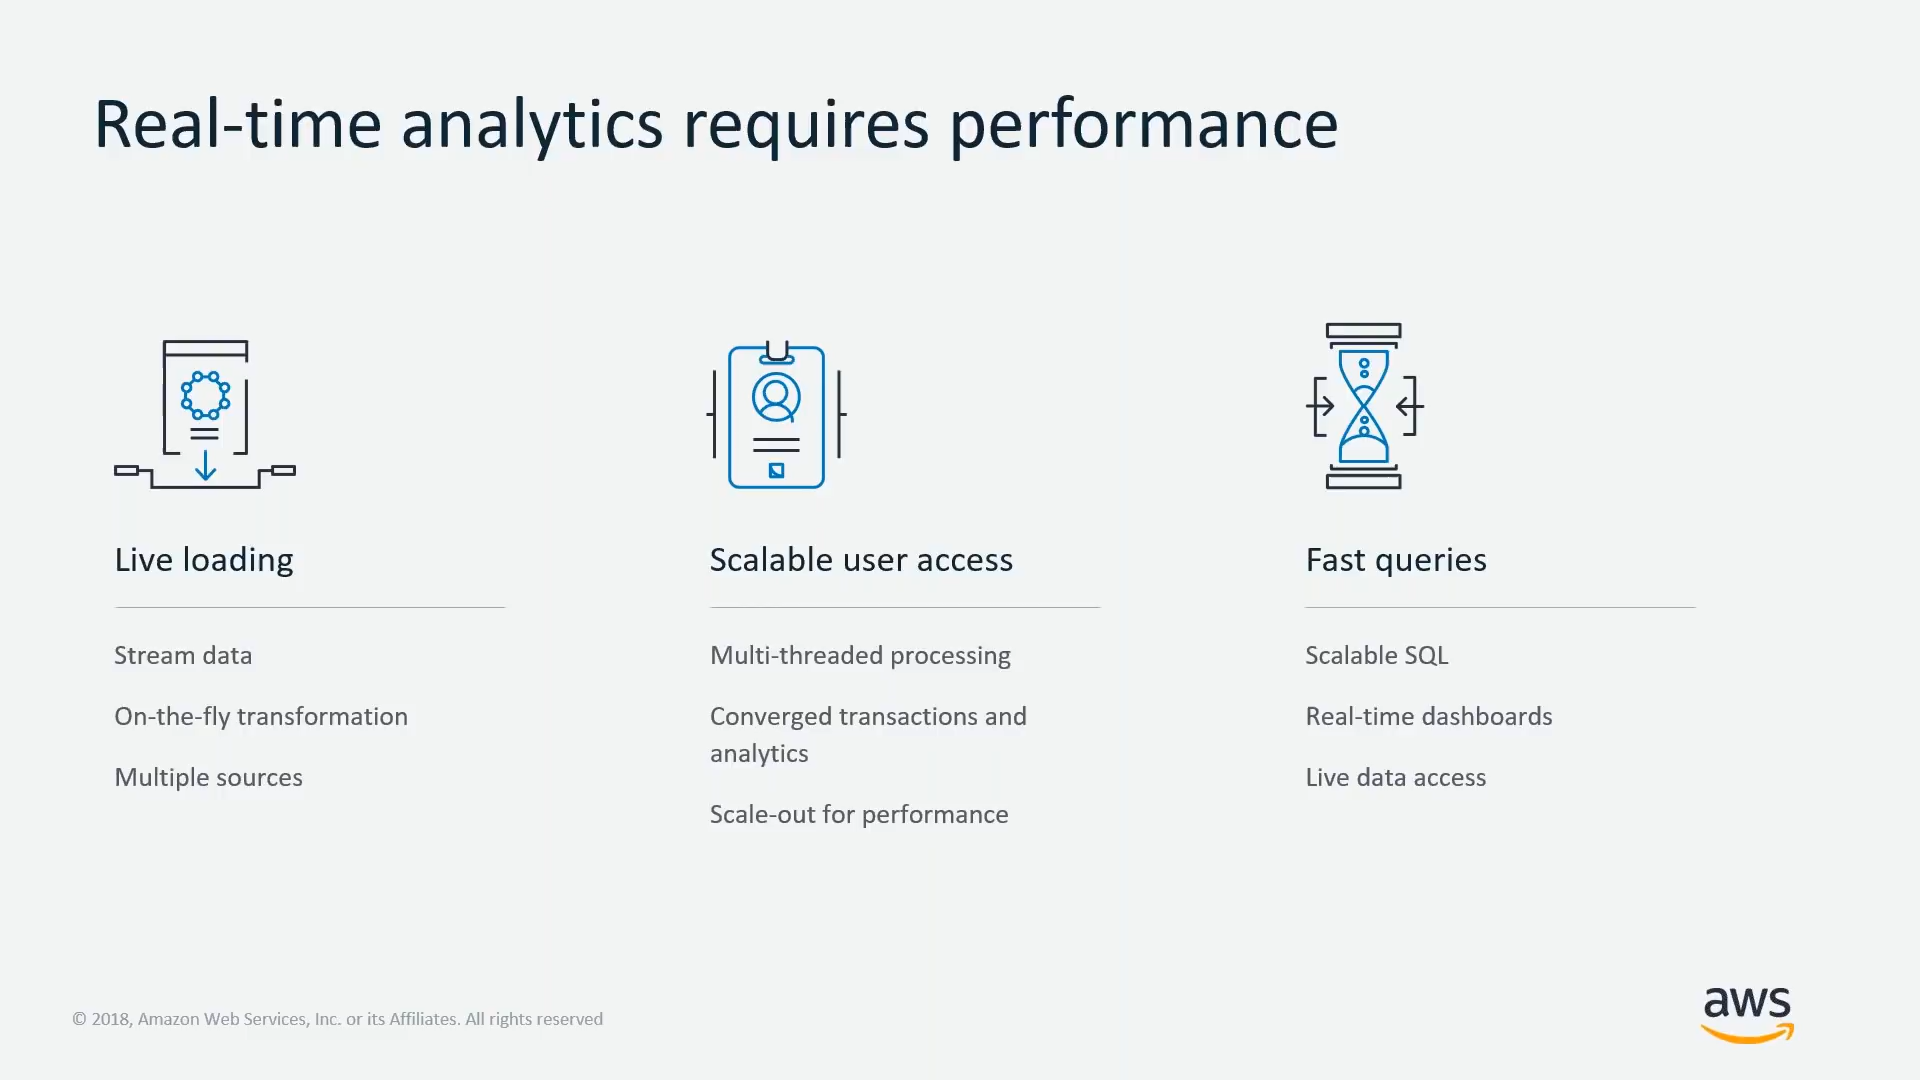 Real-time analytics requires performance
Live loading
Stream data
On-the-fly transformation
Multiple sources
Scalable user access
Multi-threaded processing
Converged transactions and
analytics
Scale-out for performance
Fast queries
Scalable SQL
Real-time dashboards
Live data access
© 2018, Amazon Web Services, Inc. or its Affiliates. All rights reserved
aws